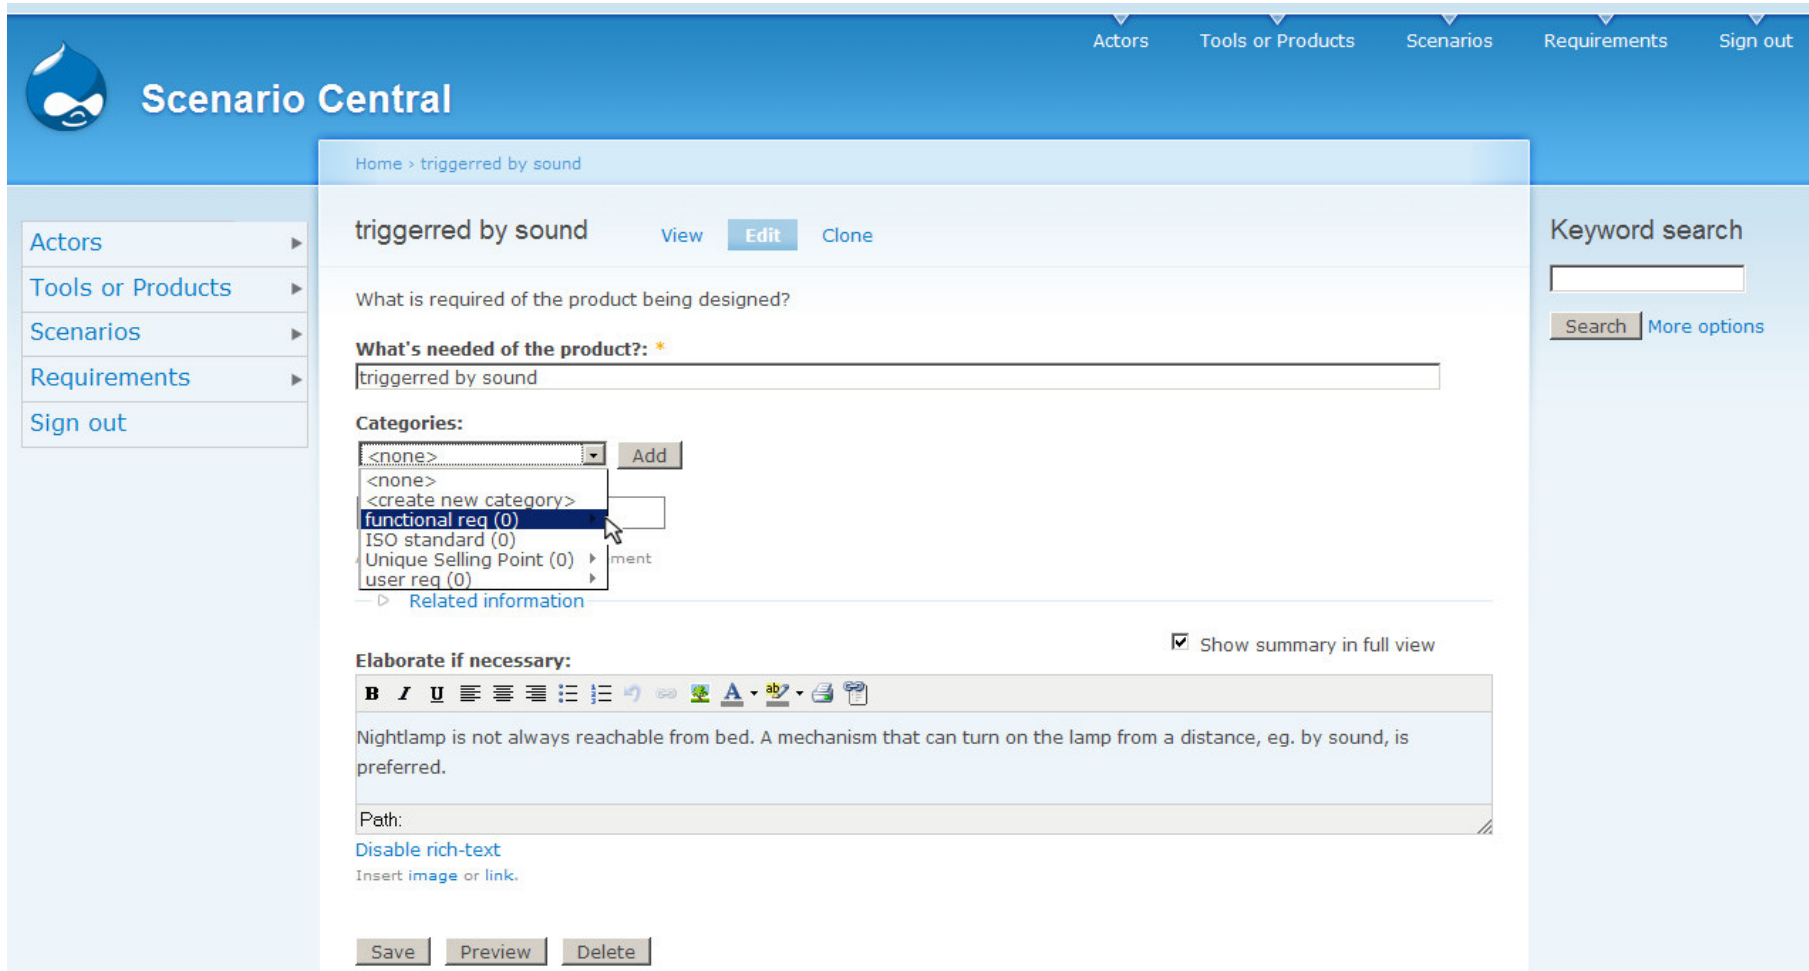 Actors Tools or Products Scenarios Requirements Sign out
Scenario Central
Home › triggerred by sound
Actors
Tools or Products
Scenarios
Requirements
Sign out
triggerred by sound View Edit Clone
What is required of the product being designed?
What's needed of the product?: *
triggerred by sound
Categories:
<none> Add
<none>
<create new category>
functional req (0)
ISO standard (0)
Unique Selling Point (0)
user req (0)
Related information
Show summary in full view
Elaborate if necessary:
B I U A ab
Nightlamp is not always reachable from bed. A mechanism that can turn on the lamp from a distance, eg. by sound, is
preferred.
Path:
Disable rich-text
Insert image or link.
Save Preview Delete
Keyword search
Search More options